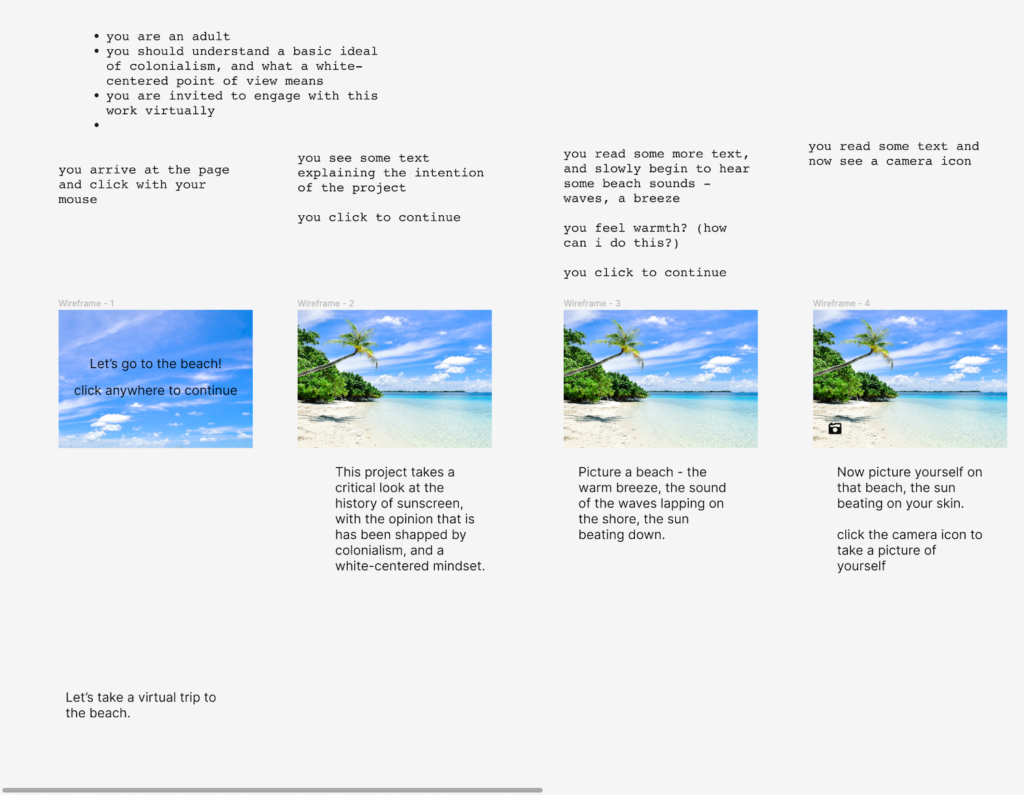 • you are an adult
• you should understand a basic ideal
of colonialism, and what a white-
centered point of view means
• you are invited to engage with this
work virtually
•
you arrive at the page
and click with your
mouse
you see some text
explaining the intention
of the project
you click to continue
you read some more text,
and slowly begin to hear
some beach sounds -
waves, a breeze
you feel warmth? (how
can i do this?)
you click to continue
you read some text and
now see a camera icon
Wireframe - 1
Let's go to the beach!
click anywhere to continue
Wireframe - 2
This project takes a
critical look at the
history of sunscreen,
with the opinion that is
has been shapped by
colonialism, and a
white-centered mindset.
Wireframe - 3
Picture a beach - the
warm breeze, the sound
of the waves lapping on
the shore, the sun
beating down.
Wireframe - 4
Now picture yourself on
that beach, the sun
beating on your skin.
click the camera icon to
take a picture of
yourself
Let's take a virtual trip to
the beach.